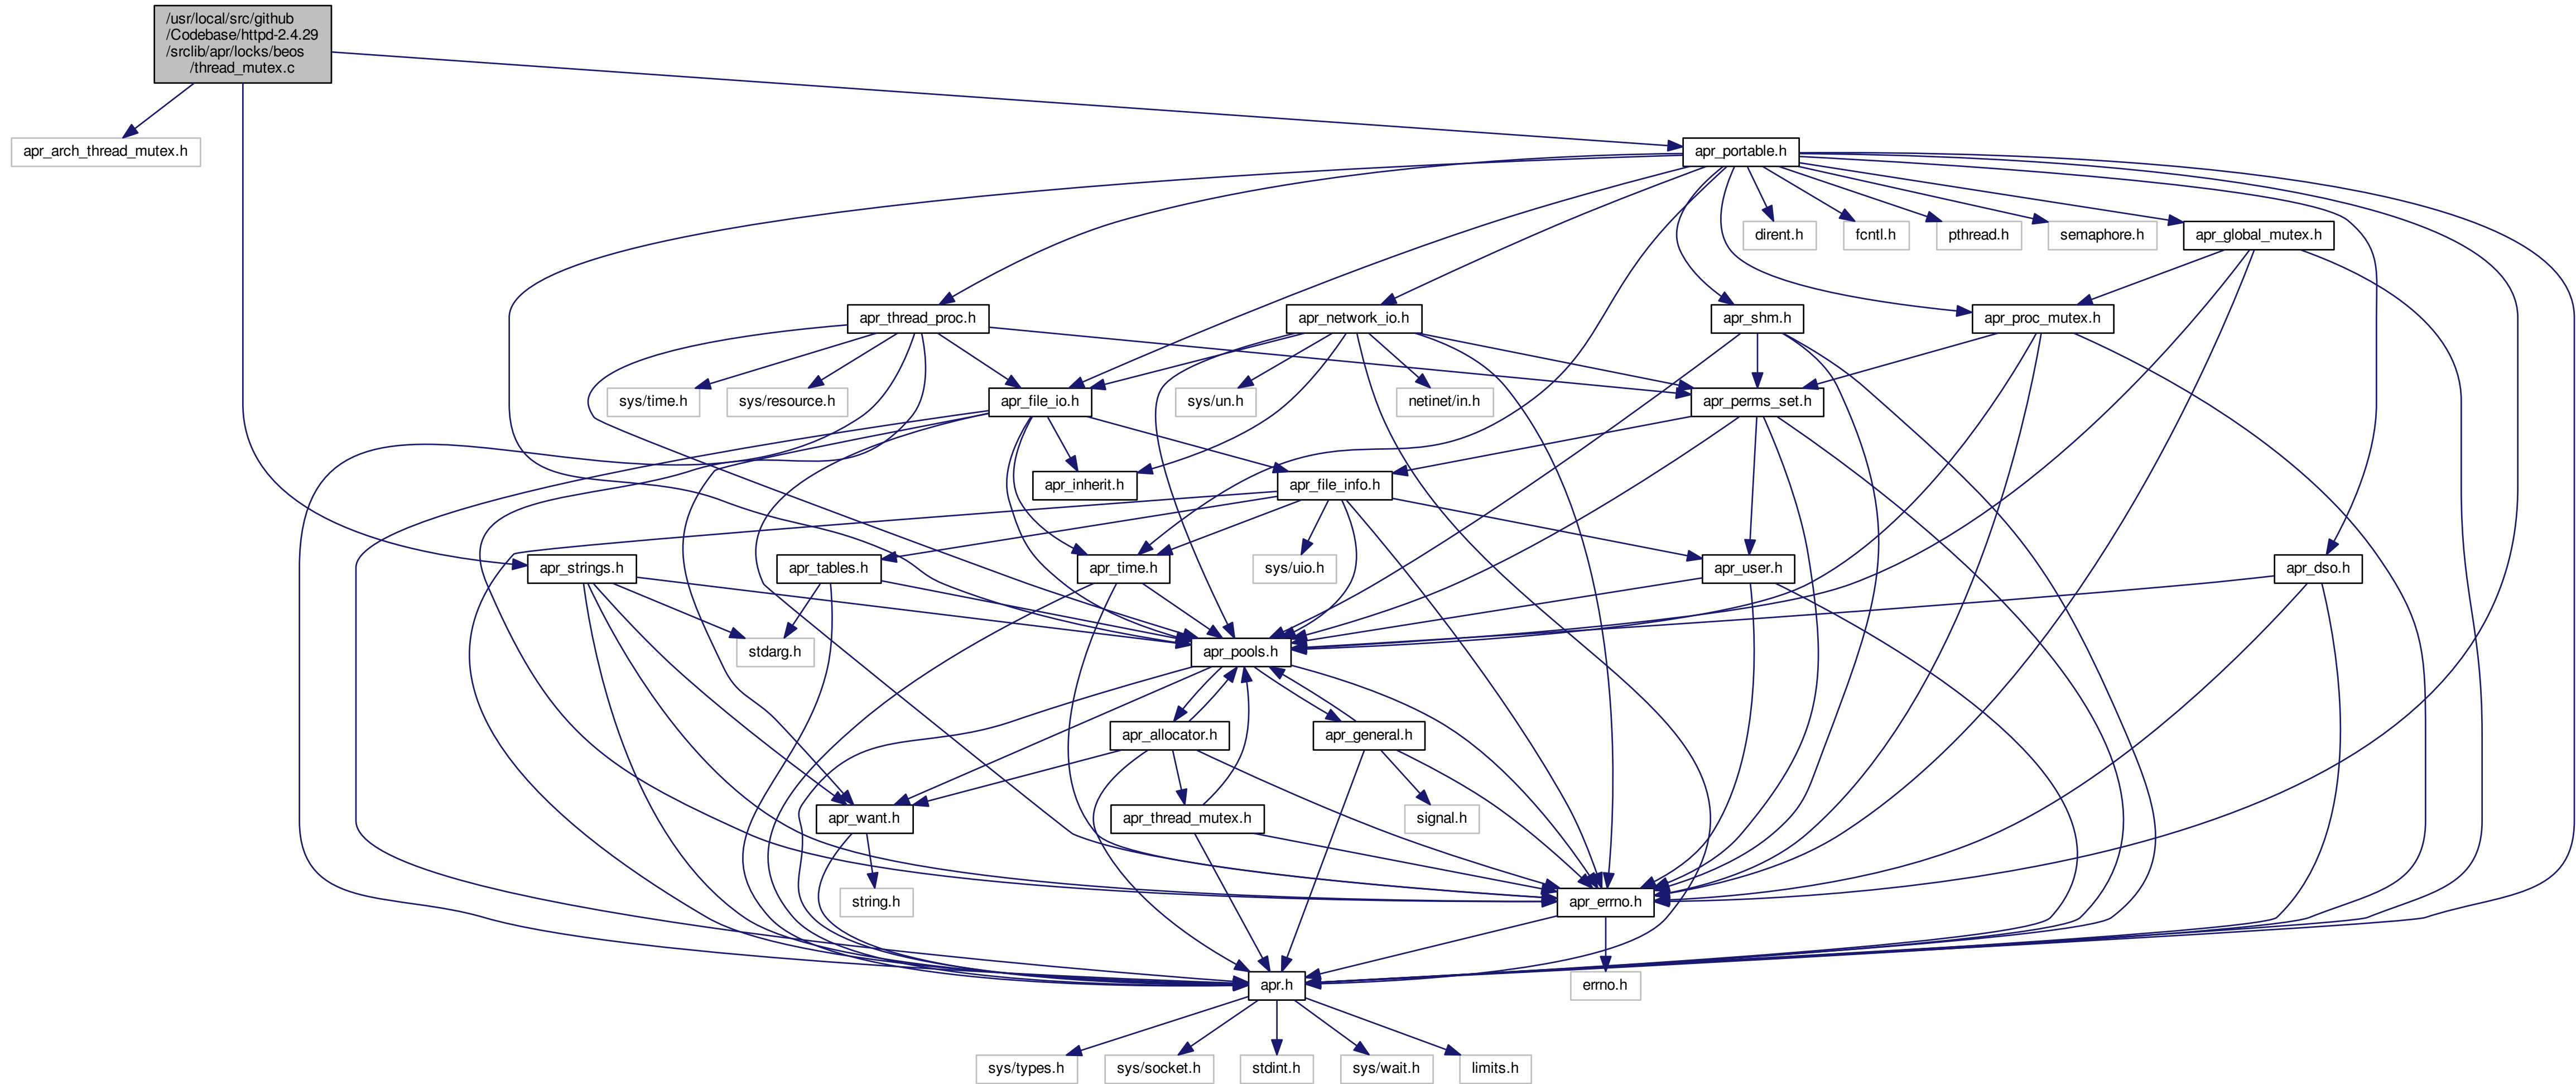 /usr/local/src/github
/Codebase/httpd-2.4.29
/srclib/apr/locks/beos
/thread_mutex.c
apr_arch_thread_mutex.h
apr_portable.h
dirent.h
fcntl.h
pthread.h
semaphore.h
apr_global_mutex.h
apr_thread_proc.h
apr_network_io.h
apr_shm.h
apr_proc_mutex.h
sys/time.h
sys/resource.h
apr_file_io.h
sys/un.h
netinet/in.h
apr_perms_set.h
apr_inherit.h
apr_file_info.h
apr_strings.h
apr_tables.h
apr_time.h
sys/uio.h
apr_user.h
apr_dso.h
stdarg.h
apr_pools.h
apr_allocator.h
apr_general.h
apr_want.h
apr_thread_mutex.h
signal.h
string.h
apr_errno.h
apr.h
errno.h
sys/types.h
sys/socket.h
stdint.h
sys/wait.h
limits.h